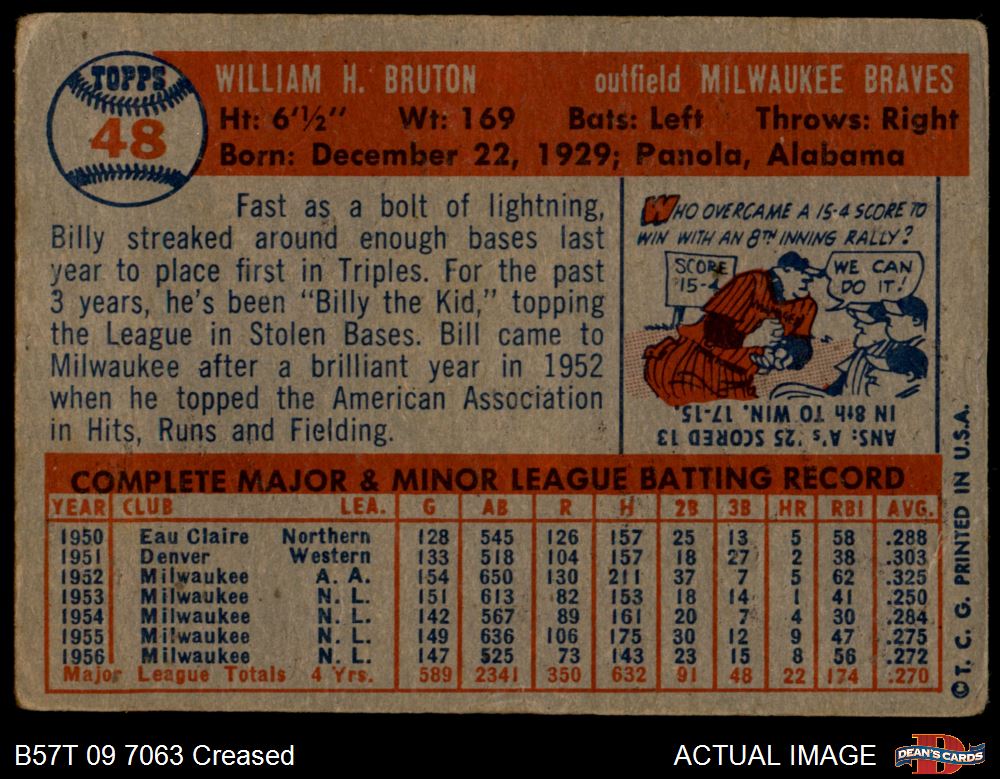 TOPPS
48
WILLIAM H. BRUTON outfield MILWAUKEE BRAVES
Ht: 6'½" Wt: 169 Bats: Left Throws: Right
Born: December 22, 1929; Panola, Alabama
Fast as a bolt of lightning,
Billy streaked around enough bases last
year to place first in Triples. For the past
3 years, he's been "Billy the Kid," topping
the League in Stolen Bases. Bill came to
Milwaukee after a brilliant year in 1952
when he topped the American Association
in Hits, Runs and Fielding.
WHO OVERCAME A 15-4 SCORE TO
WIN WITH AN 8TH INNING RALLY?
SCORE
15-4
WE CAN
DO IT!
ANS: A's, '25 SCORED 13
IN 8th TO WIN, 17-15.
COMPLETE MAJOR & MINOR LEAGUE BATTING RECORD
YEAR CLUB LEA. G AB R H 2B 3B HR RBI AVG.
1950 Eau Claire Northern 128 545 126 157 25 13 5 58 .288
1951 Denver Western 133 518 104 157 18 27 2 38 .303
1952 Milwaukee A. A. 154 650 130 211 37 7 5 62 .325
1953 Milwaukee N. L. 151 613 82 153 18 14 1 41 .250
1954 Milwaukee N. L. 142 567 89 161 20 7 4 30 .284
1955 Milwaukee N. L. 149 636 106 175 30 12 9 47 .275
1956 Milwaukee N. L. 147 525 73 143 23 15 8 56 .272
Major League Totals 4 Yrs. 589 2341 350 632 91 48 22 174 .270
©T. C. G. PRINTED IN U.S.A.
B57T 09 7063 Creased
ACTUAL IMAGE
DEAN'S CARDS